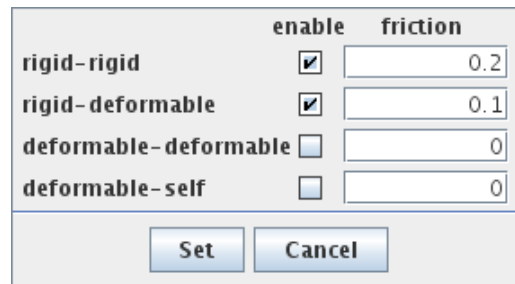 enable friction
rigid-rigid 0.2
rigid-deformable 0.1
deformable-deformable 0
deformable-self 0
Set Cancel